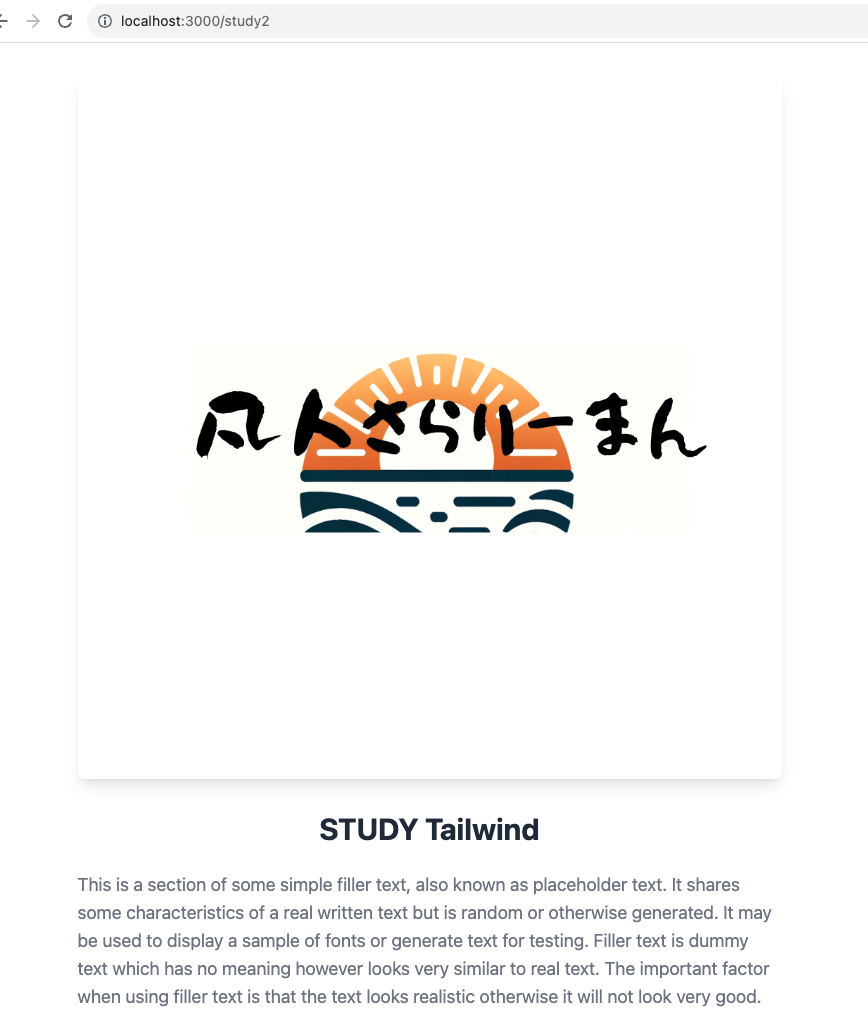 localhost:3000/study2
凡人さらりーまん
STUDY Tailwind
This is a section of some simple filler text, also known as placeholder text. It shares
some characteristics of a real written text but is random or otherwise generated. It may
be used to display a sample of fonts or generate text for testing. Filler text is dummy
text which has no meaning however looks very similar to real text. The important factor
when using filler text is that the text looks realistic otherwise it will not look very good.